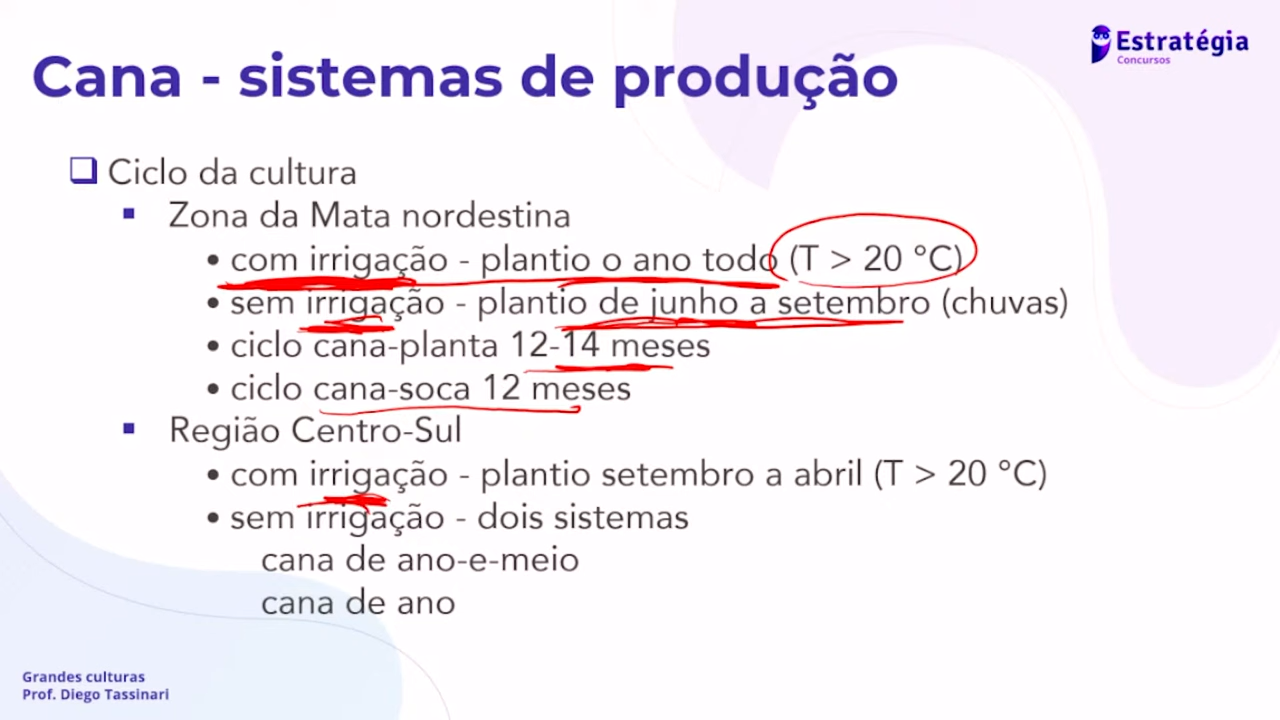 Estratégia
Concursos
Cana - sistemas de produção
Ciclo da cultura
Zona da Mata nordestina
com irrigação - plantio o ano todo (T > 20 °C)
sem irrigação - plantio de junho a setembro (chuvas)
ciclo cana-planta 12-14 meses
ciclo cana-soca 12 meses
Região Centro-Sul
com irrigação - plantio setembro a abril (T > 20 °C)
sem irrigação - dois sistemas
cana de ano-e-meio
cana de ano
Grandes culturas
Prof. Diego Tassinari